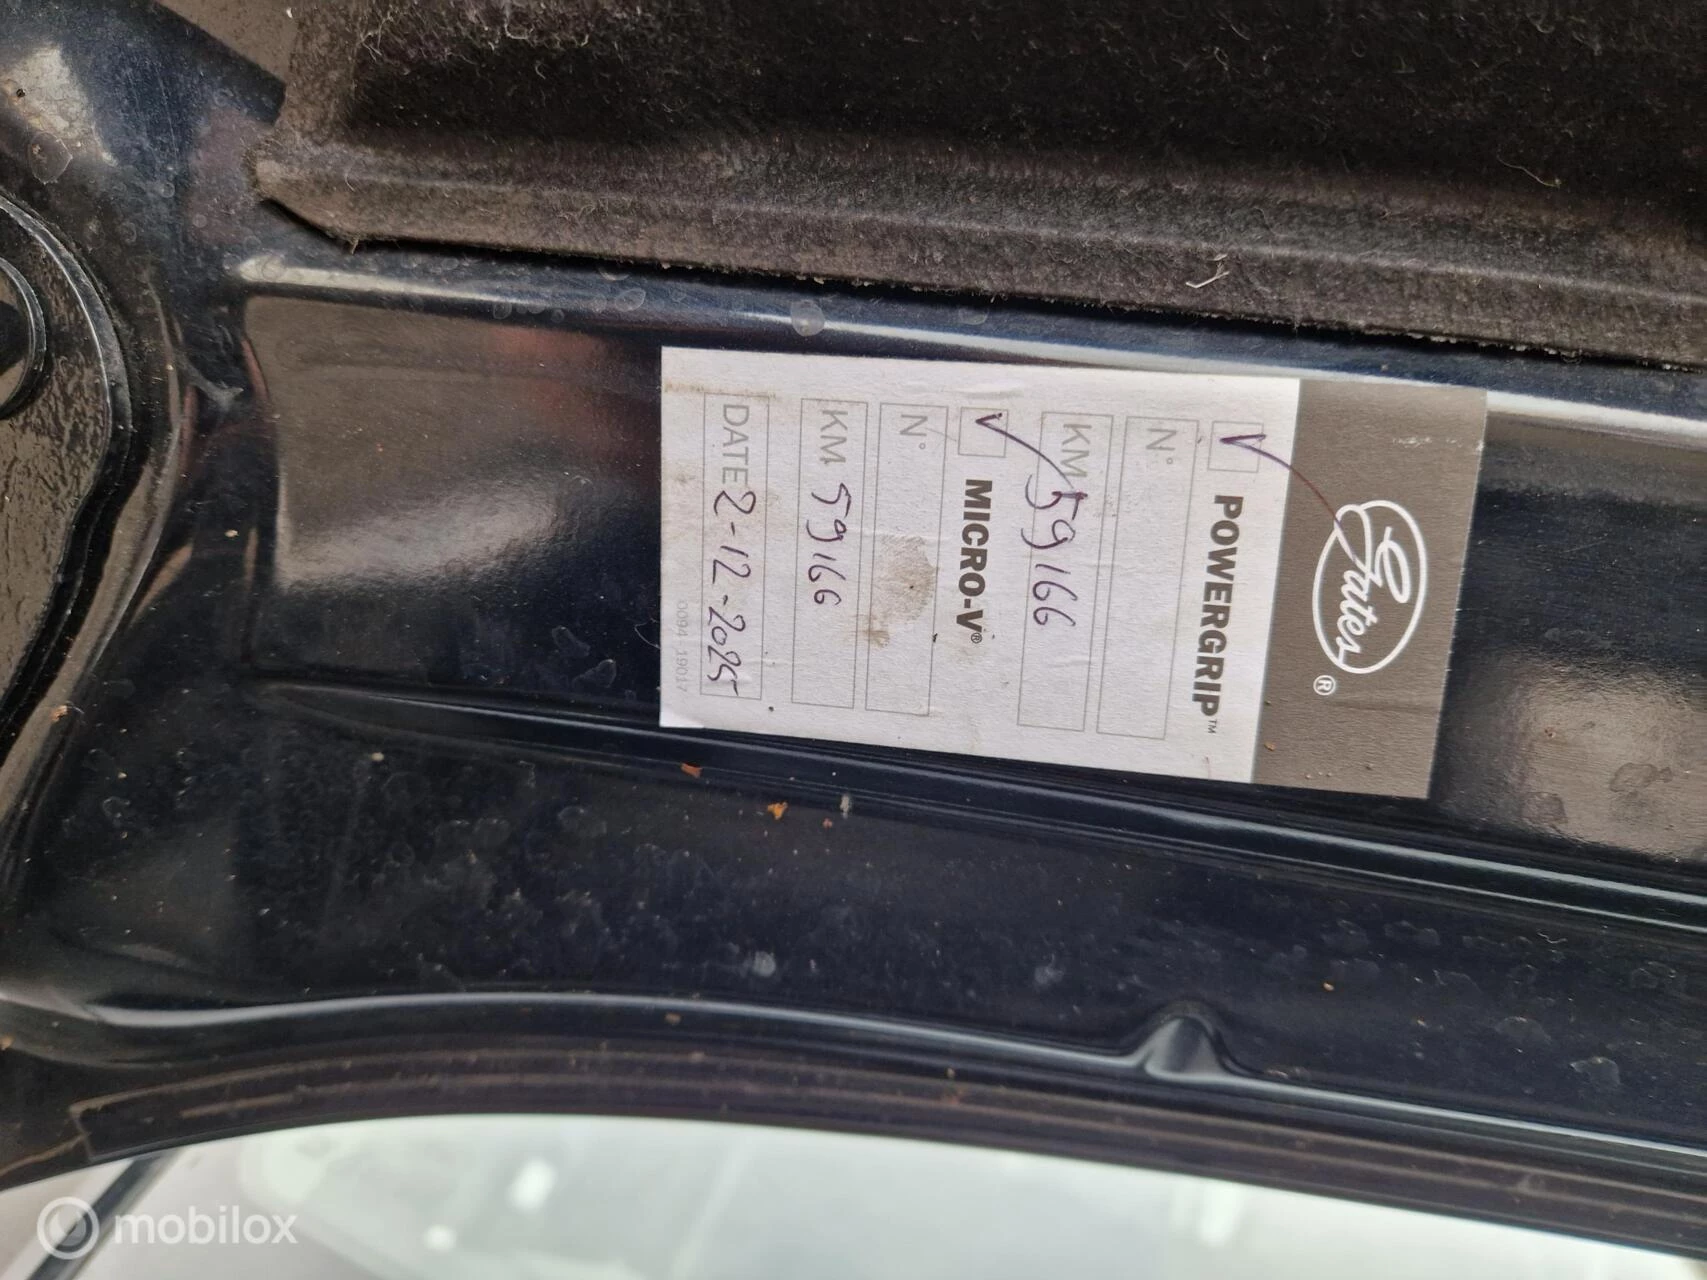 Gates®
✓ POWERGRIP™
N°
KM 59166
✓ MICRO-V®
N°
KM 59166
DATE 2-12-2025
0094 19017
mobilox